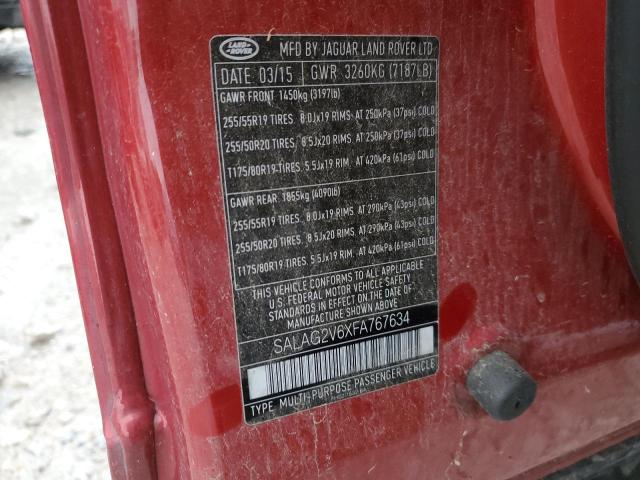 LAND ROVER
MFD BY JAGUAR LAND ROVER LTD
DATE 03/15 GWR 3260KG (7187LB)
GAWR FRONT 1450kg (3197lb)
255/55R19 TIRES, 8.0Jx19 RIMS, AT 250kPa (37psi) COLD
255/50R20 TIRES, 8.5Jx20 RIMS, AT 250kPa (37psi) COLD
T175/80R19 TIRES, 5.5Jx19 RIM, AT 420kPa (61psi) COLD
GAWR REAR 1855kg (4090lb)
255/55R19 TIRES, 8.0Jx19 RIMS, AT 290kPa (43psi) COLD
255/50R20 TIRES, 8.5Jx20 RIMS, AT 290kPa (43psi) COLD
T175/80R19 TIRES, 5.5Jx19 RIM, AT 420kPa (61psi) COLD
THIS VEHICLE CONFORMS TO ALL APPLICABLE
U.S. FEDERAL MOTOR VEHICLE SAFETY
STANDARDS IN EFFECT ON THE DATE OF
MANUFACTURE SHOWN ABOVE
SALAG2V6XFA767634
TYPE MULTI-PURPOSE PASSENGER VEHICLE